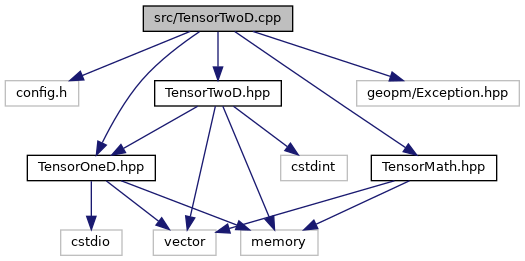 src/TensorTwoD.cpp
config.h
TensorTwoD.hpp
geopm/Exception.hpp
TensorOneD.hpp
cstdint
TensorMath.hpp
cstdio
vector
memory